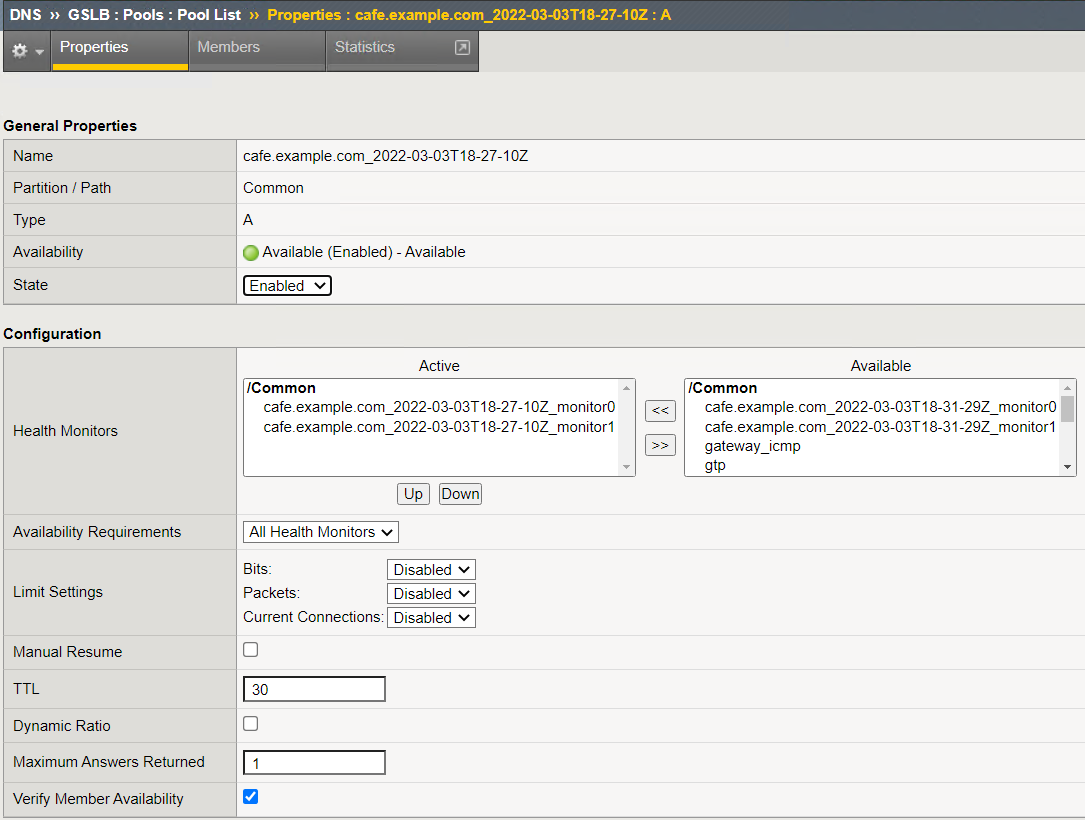 DNS ›› GSLB : Pools : Pool List ›› Properties : cafe.example.com_2022-03-03T18-27-10Z : A
Properties Members Statistics
General Properties
Name cafe.example.com_2022-03-03T18-27-10Z
Partition / Path Common
Type A
Availability Available (Enabled) - Available
State Enabled
Configuration
Health Monitors
Active
/Common
cafe.example.com_2022-03-03T18-27-10Z_monitor0
cafe.example.com_2022-03-03T18-27-10Z_monitor1
<<
>>
Available
/Common
cafe.example.com_2022-03-03T18-31-29Z_monitor0
cafe.example.com_2022-03-03T18-31-29Z_monitor1
gateway_icmp
gtp
Up Down
Availability Requirements All Health Monitors
Limit Settings
Bits: Disabled
Packets: Disabled
Current Connections: Disabled
Manual Resume
TTL 30
Dynamic Ratio
Maximum Answers Returned 1
Verify Member Availability